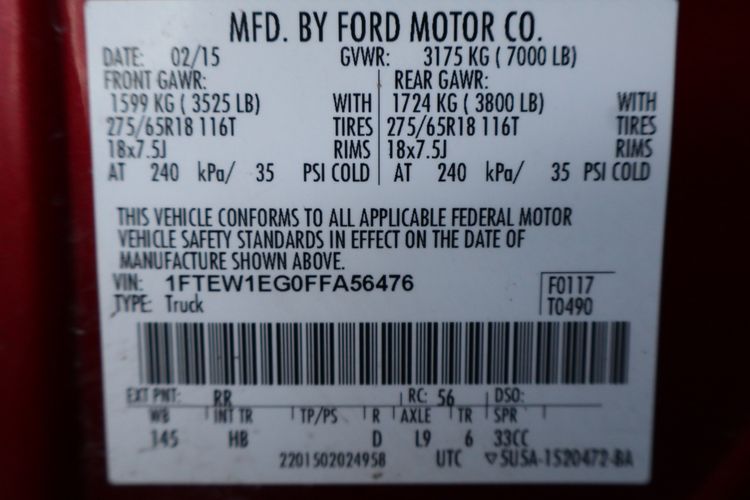 MFD. BY FORD MOTOR CO.
DATE: 02/15 GVWR: 3175 KG ( 7000 LB)
FRONT GAWR: REAR GAWR:
1599 KG ( 3525 LB) WITH 1724 KG ( 3800 LB) WITH
275/65R18 116T TIRES 275/65R18 116T TIRES
18x7.5J RIMS 18x7.5J RIMS
AT 240 kPa/ 35 PSI COLD AT 240 kPa/ 35 PSI COLD
THIS VEHICLE CONFORMS TO ALL APPLICABLE FEDERAL MOTOR
VEHICLE SAFETY STANDARDS IN EFFECT ON THE DATE OF
MANUFACTURE SHOWN ABOVE.
VIN: 1FTEW1EG0FFA56476 F0117
TYPE: Truck T0490
EXT PNT: RR RC: 56 DSO:
WB INT TR TP/PS R AXLE TR SPR
145 HB D L9 6 33CC
2201502024958 UTC ▽5USA-1520472-BA